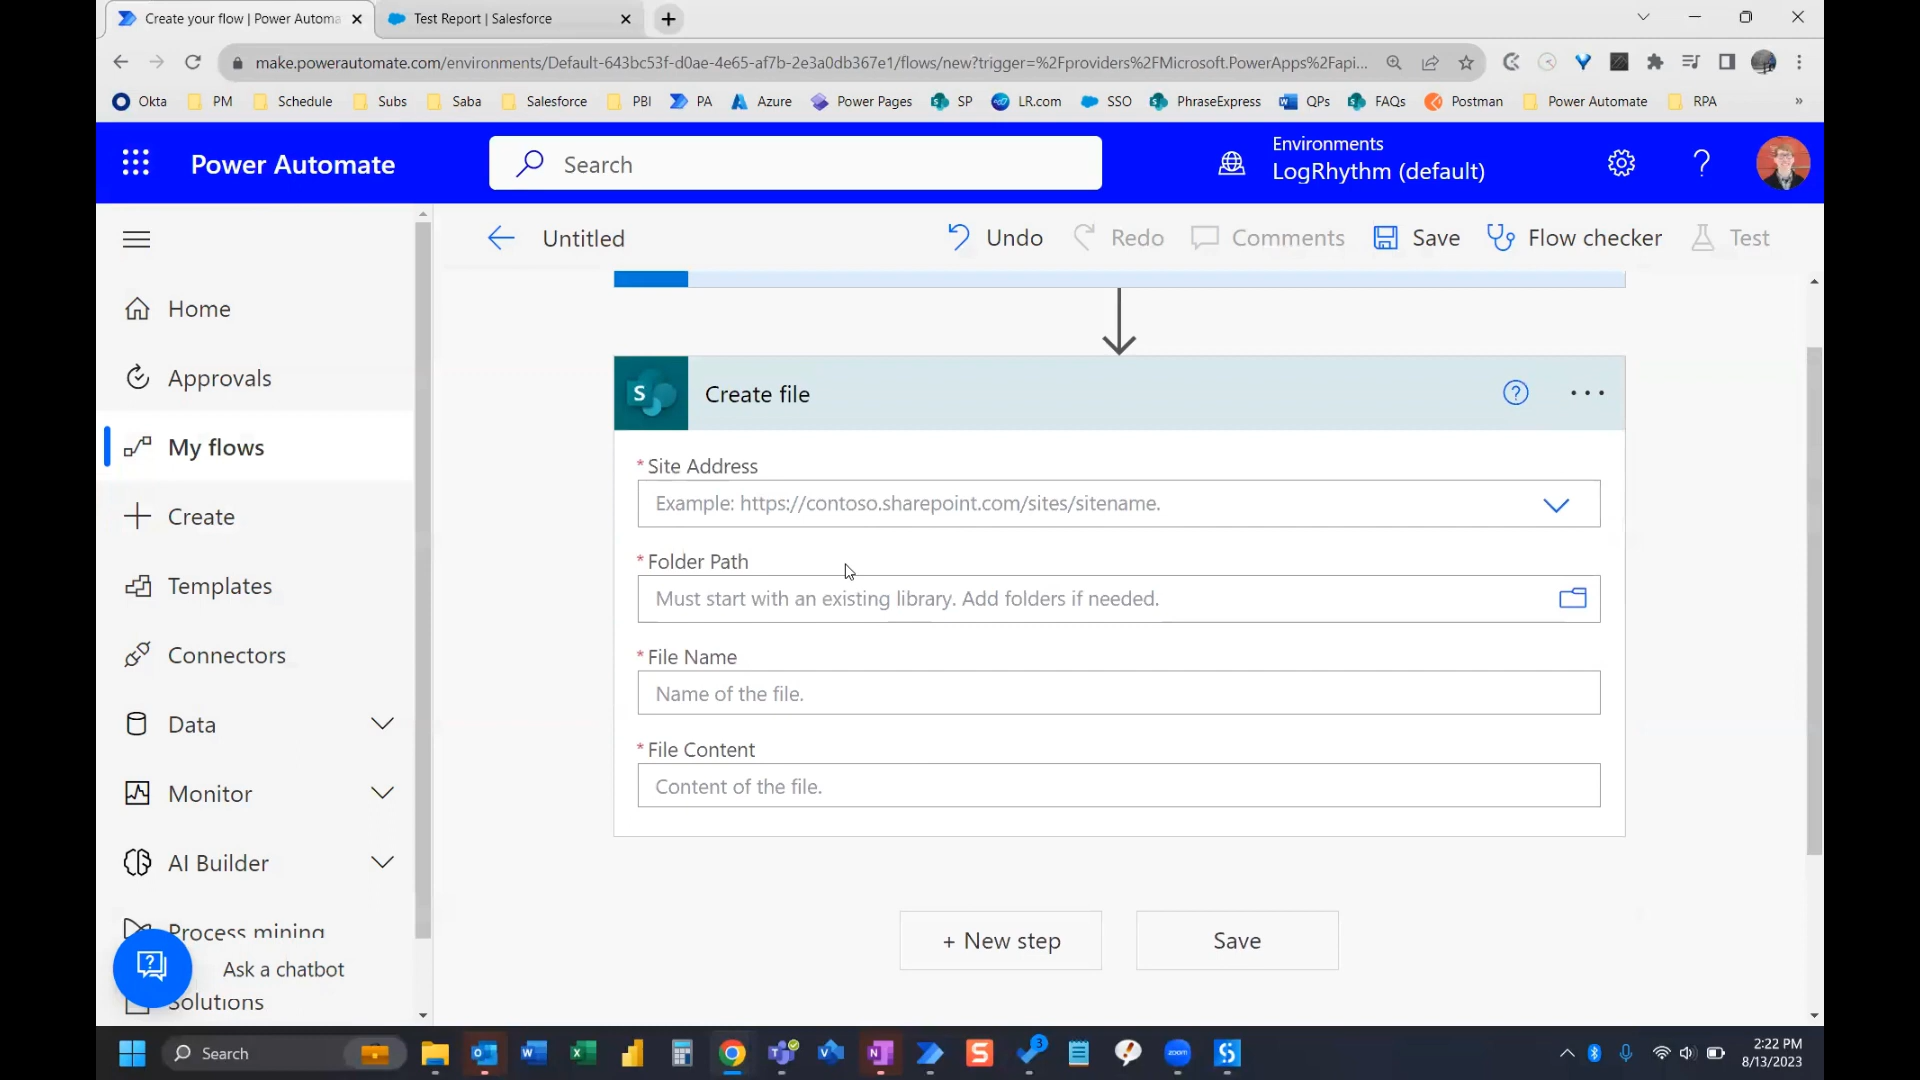 Create your flow | Power Automa
Test Report | Salesforce
make.powerautomate.com/environments/Default-643bc53f-d0ae-4e65-af7b-2e3a0db367e1/flows/new?trigger=%2Fproviders%2FMicrosoft.PowerApps%2Fapi...
Okta PM Schedule Subs Saba Salesforce PBI PA Azure Power Pages SP LR.com SSO PhraseExpress QPs FAQs Postman Power Automate RPA »
Power Automate
Search
Environments
LogRhythm (default)
Untitled
Undo Redo Comments Save Flow checker Test
Home
Approvals
My flows
Create
Templates
Connectors
Data
Monitor
AI Builder
Process mining
Ask a chatbot
Solutions
S Create file
* Site Address
Example: https://contoso.sharepoint.com/sites/sitename.
* Folder Path
Must start with an existing library. Add folders if needed.
* File Name
Name of the file.
* File Content
Content of the file.
+ New step
Save
Search
3
zoom
2:22 PM
8/13/2023